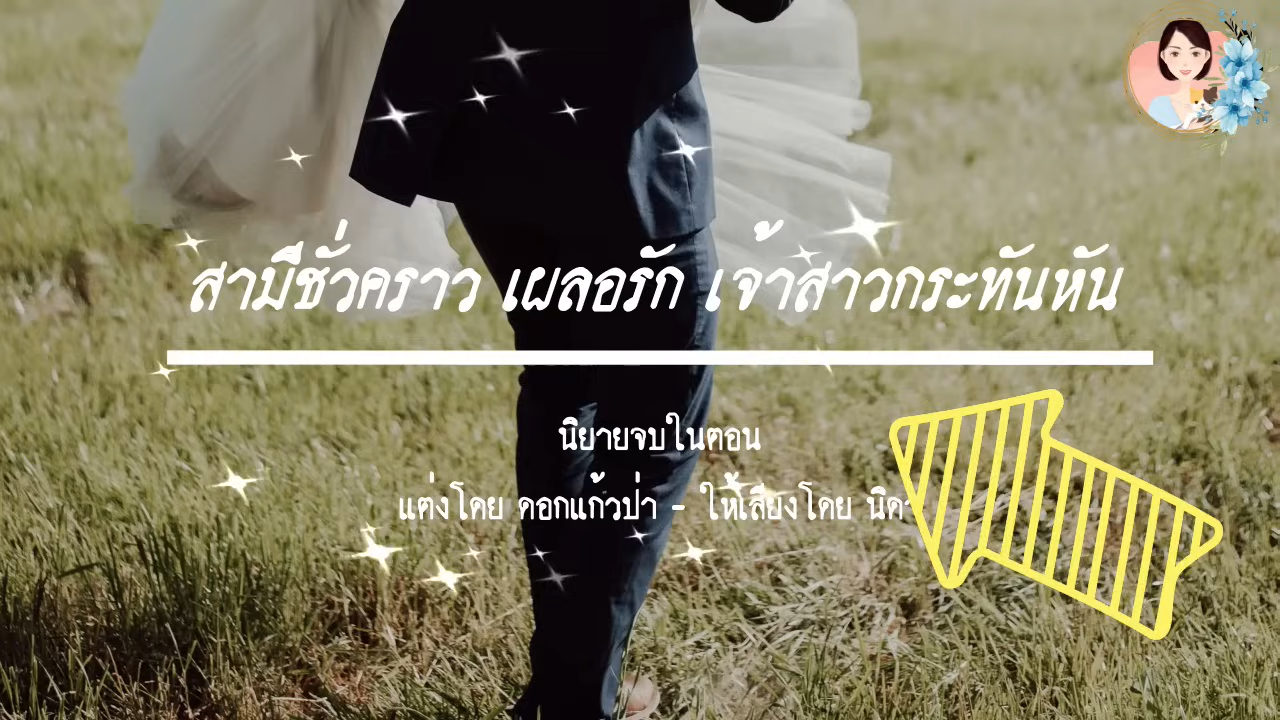 สามีชั่วคราว เผลอรัก เจ้าสาวกระทันหัน
นิยายจบในตอน
แต่งโดย ดอกแก้วป่า - ให้เสียงโดย